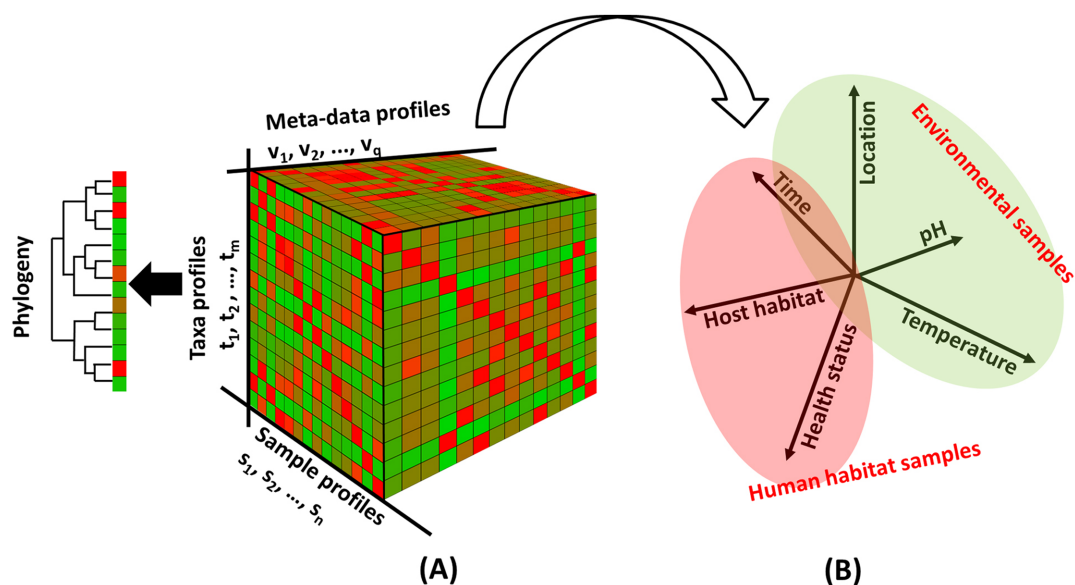 Meta-data profiles
v1, v2, ..., vq
Phylogeny
Taxa profiles
t1, t2, ..., tm
Sample profiles
s1, s2, ..., sn
(A)
Location
Environmental samples
Time
pH
Host habitat
Temperature
Health status
Human habitat samples
(B)